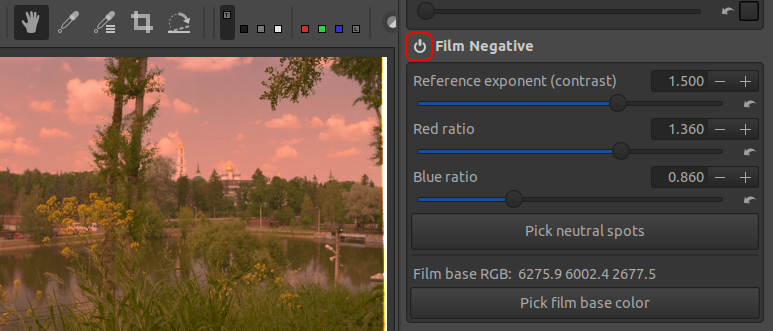 Film Negative
Reference exponent (contrast) 1.500
Red ratio 1.360
Blue ratio 0.860
Pick neutral spots
Film base RGB: 6275.9 6002.4 2677.5
Pick film base color